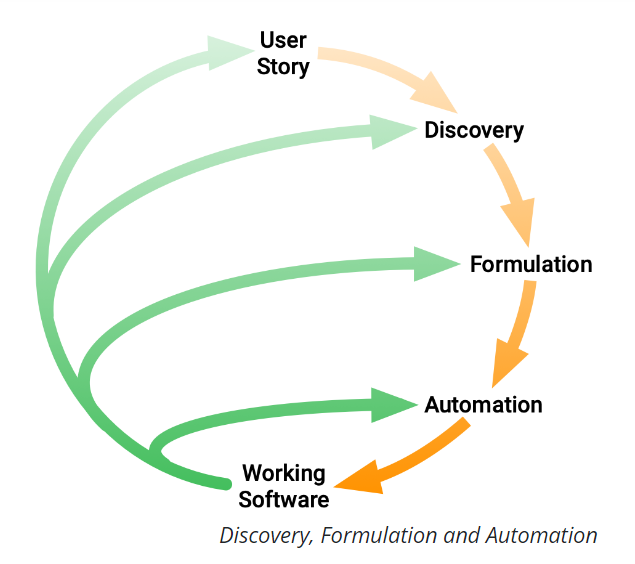 User
Story
Discovery
Formulation
Automation
Working
Software
Discovery, Formulation and Automation